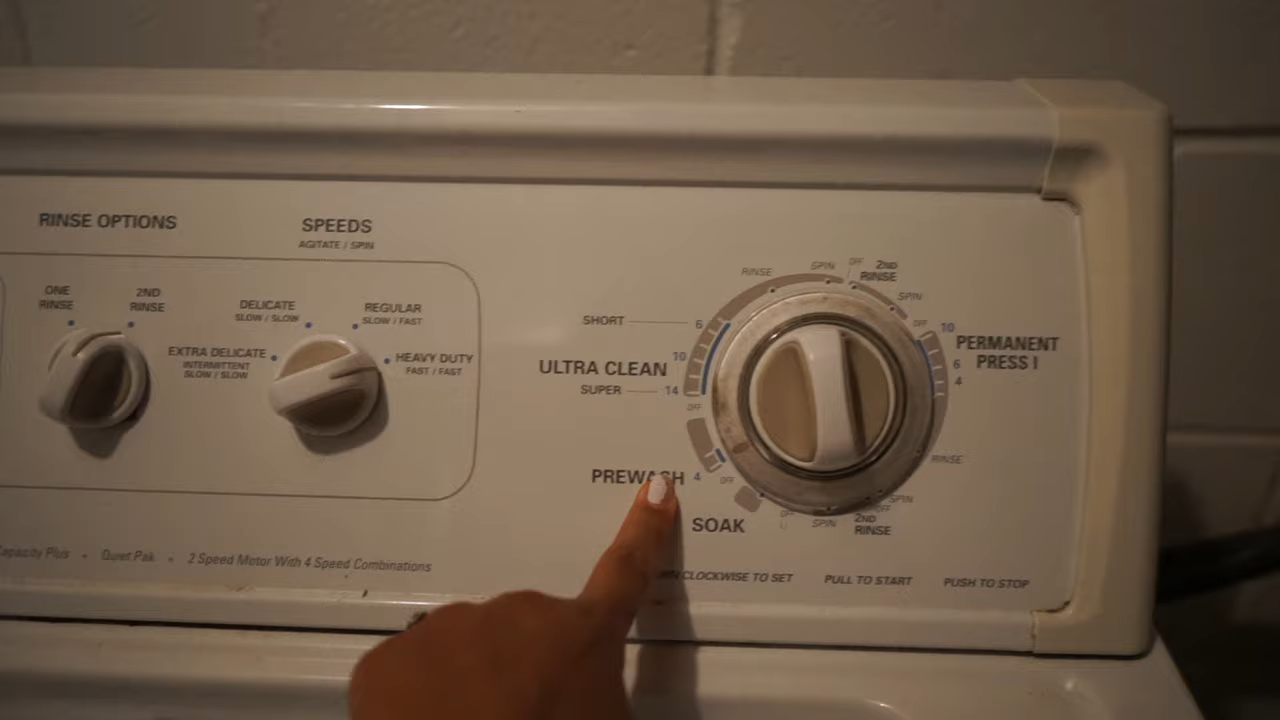 RINSE OPTIONS
ONE
RINSE
2ND
RINSE
SPEEDS
AGITATE / SPIN
DELICATE
SLOW / SLOW
REGULAR
SLOW / FAST
EXTRA DELICATE
INTERMITTENT
SLOW / SLOW
HEAVY DUTY
FAST / FAST
Capacity Plus • Quiet Pak • 2 Speed Motor With 4 Speed Combinations
RINSE
SPIN
OFF
2ND
RINSE
SPIN
OFF
SHORT 6
10
ULTRA CLEAN
SUPER 14
OFF
10
PERMANENT
PRESS I
6
4
RINSE
PREWASH 4
OFF
SOAK
OFF
SPIN
2ND
RINSE
OFF
SPIN
CLOCKWISE TO SET
PULL TO START
PUSH TO STOP